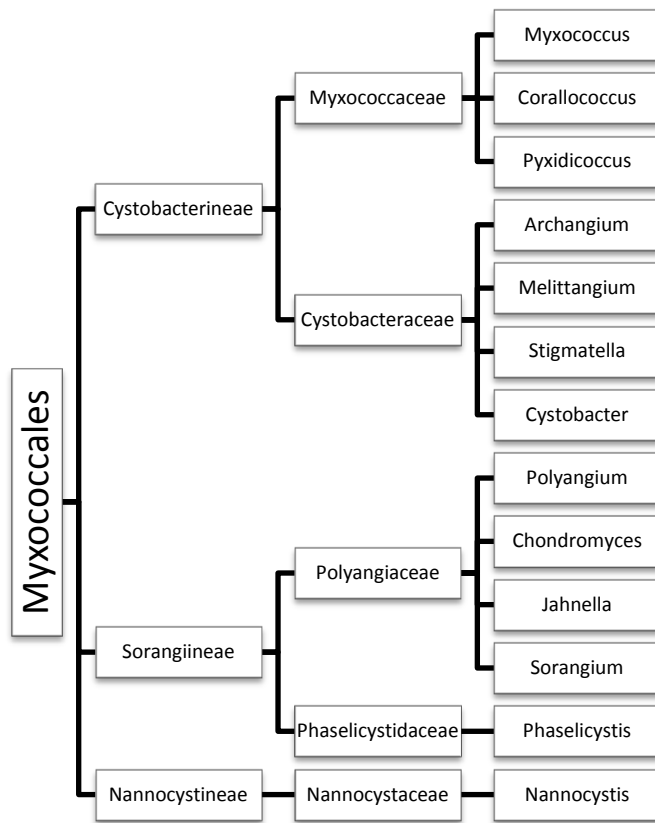 Myxococcales
Cystobacterineae
Myxococcaceae
Myxococcus
Corallococcus
Pyxidicoccus
Cystobacteraceae
Archangium
Melittangium
Stigmatella
Cystobacter
Sorangiineae
Polyangiaceae
Polyangium
Chondromyces
Jahnella
Sorangium
Phaselicystidaceae
Phaselicystis
Nannocystineae
Nannocystaceae
Nannocystis